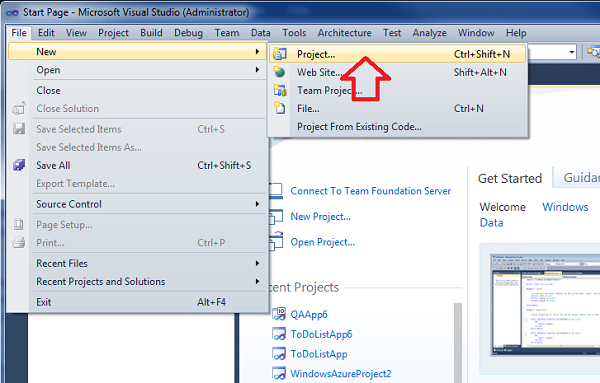 Start Page - Microsoft Visual Studio (Administrator)
File Edit View Project Build Debug Team Data Tools Architecture Test Analyze Window Help
New
Open
Close
Close Solution
Save Selected Items Ctrl+S
Save Selected Items As...
Save All Ctrl+Shift+S
Export Template...
Source Control
Page Setup...
Print... Ctrl+P
Recent Files
Recent Projects and Solutions
Exit Alt+F4
Project... Ctrl+Shift+N
Web Site... Shift+Alt+N
Team Project...
File... Ctrl+N
Project From Existing Code...
Connect To Team Foundation Server
New Project...
Open Project...
cent Projects
QAApp6
ToDoListApp6
ToDoListApp
WindowsAzureProject2
Get Started Guidan
Welcome Windows
Data